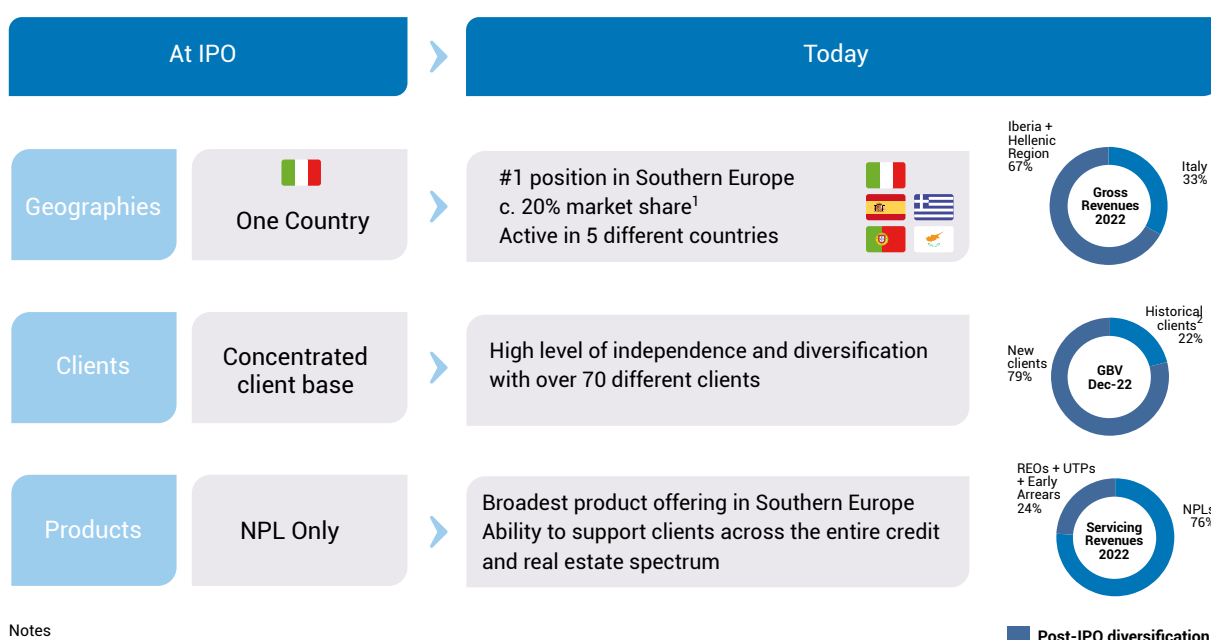 At IPO
Today
Geographies
One Country
#1 position in Southern Europe
c. 20% market share1
Active in 5 different countries
Iberia +
Hellenic
Region
67%
Gross
Revenues
2022
Italy
33%
Clients
Concentrated
client base
High level of independence and diversification
with over 70 different clients
New
clients
79%
GBV
Dec-22
Historical
clients2
22%
Products
NPL Only
Broadest product offering in Southern Europe
Ability to support clients across the entire credit
and real estate spectrum
REOs + UTPs
+ Early
Arrears
24%
Servicing
Revenues
2022
NPLs
76%
Notes
Post-IPO diversification